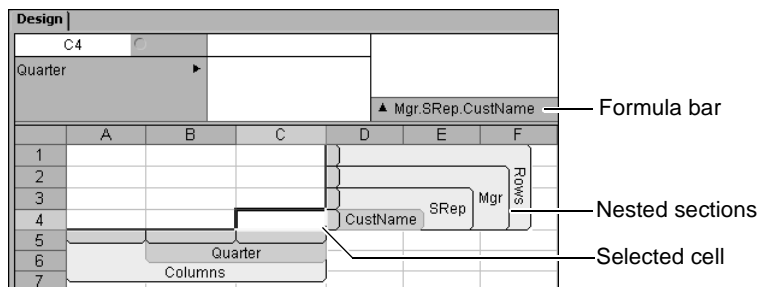 Design
C4
Quarter
Mgr.SRep.CustName
Formula bar
A B C D E F
1
2
3
4
5
6
7
Rows
Mgr
SRep
CustName
Nested sections
Selected cell
Quarter
Columns